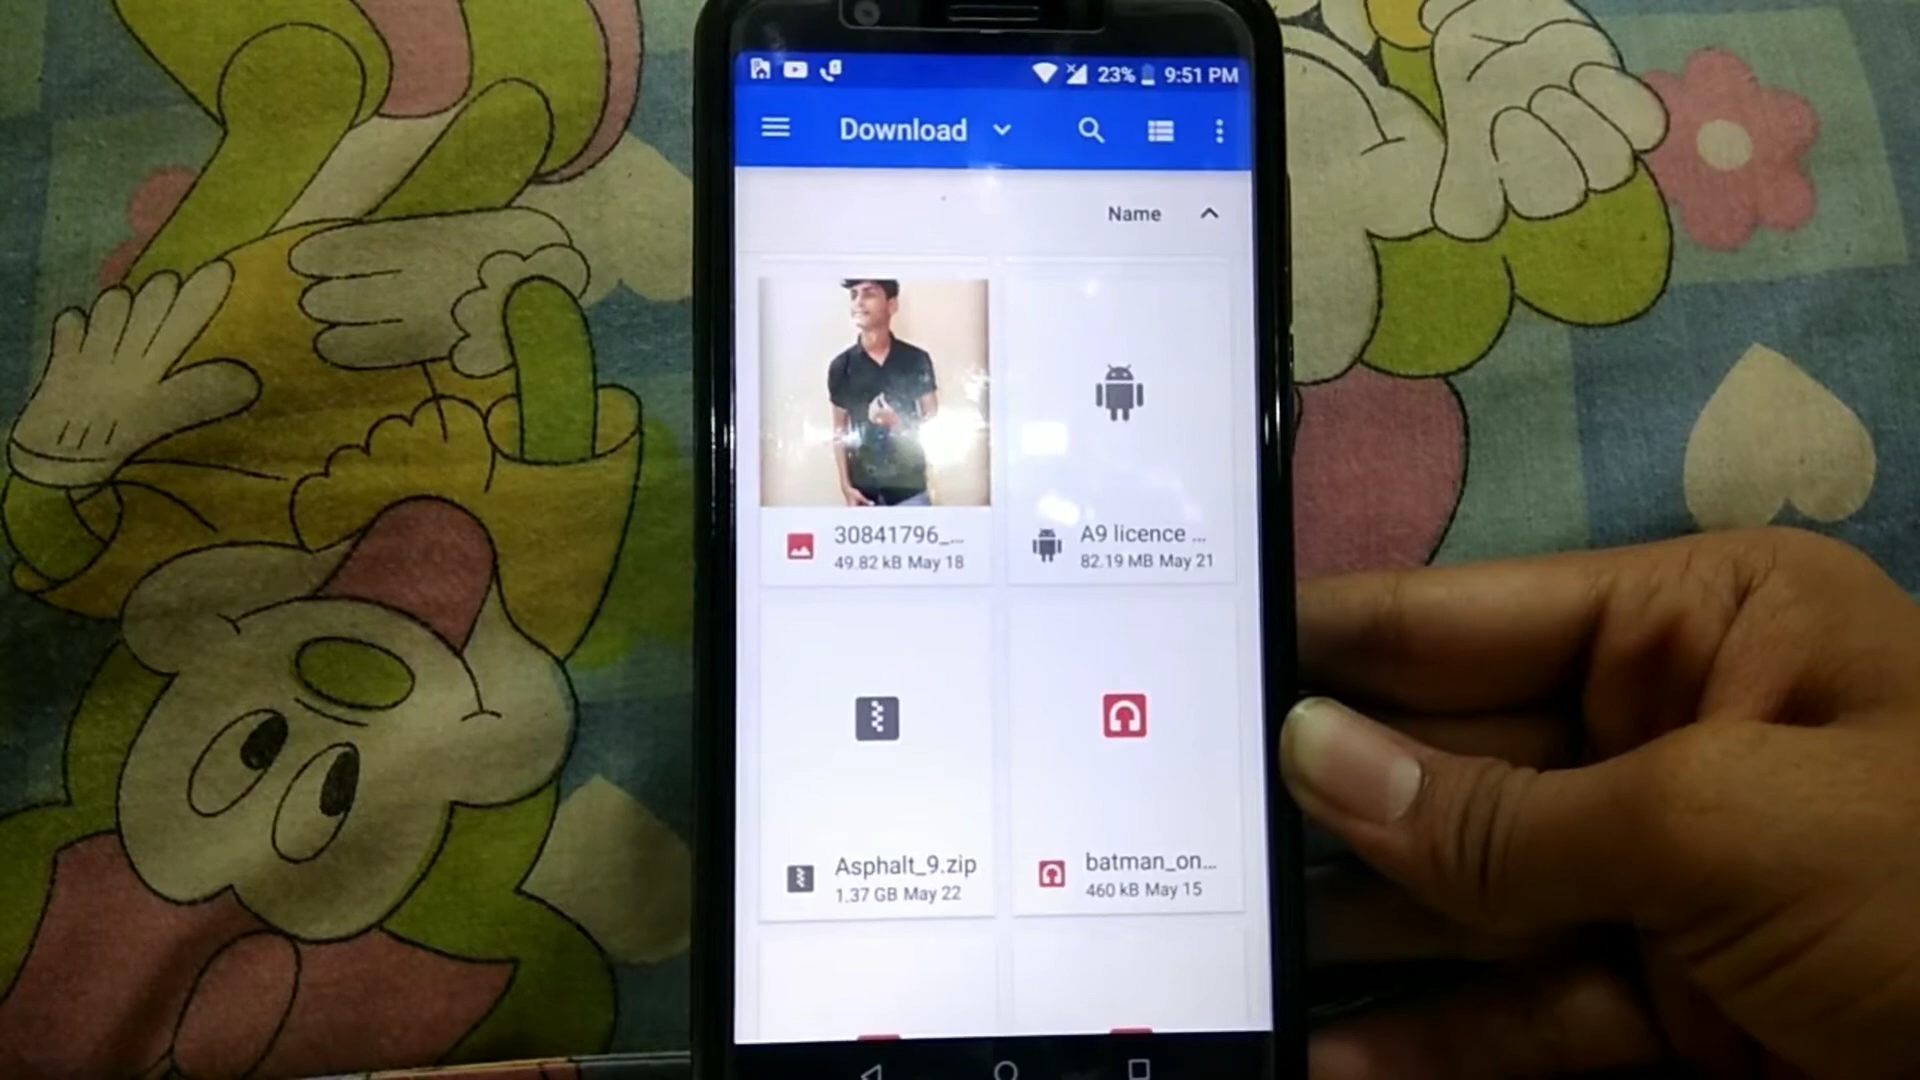 23% 9:51 PM
Download
Name
30841796_...
49.82 kB May 18
A9 licence ...
82.19 MB May 21
Asphalt_9.zip
1.37 GB May 22
batman_on...
460 kB May 15